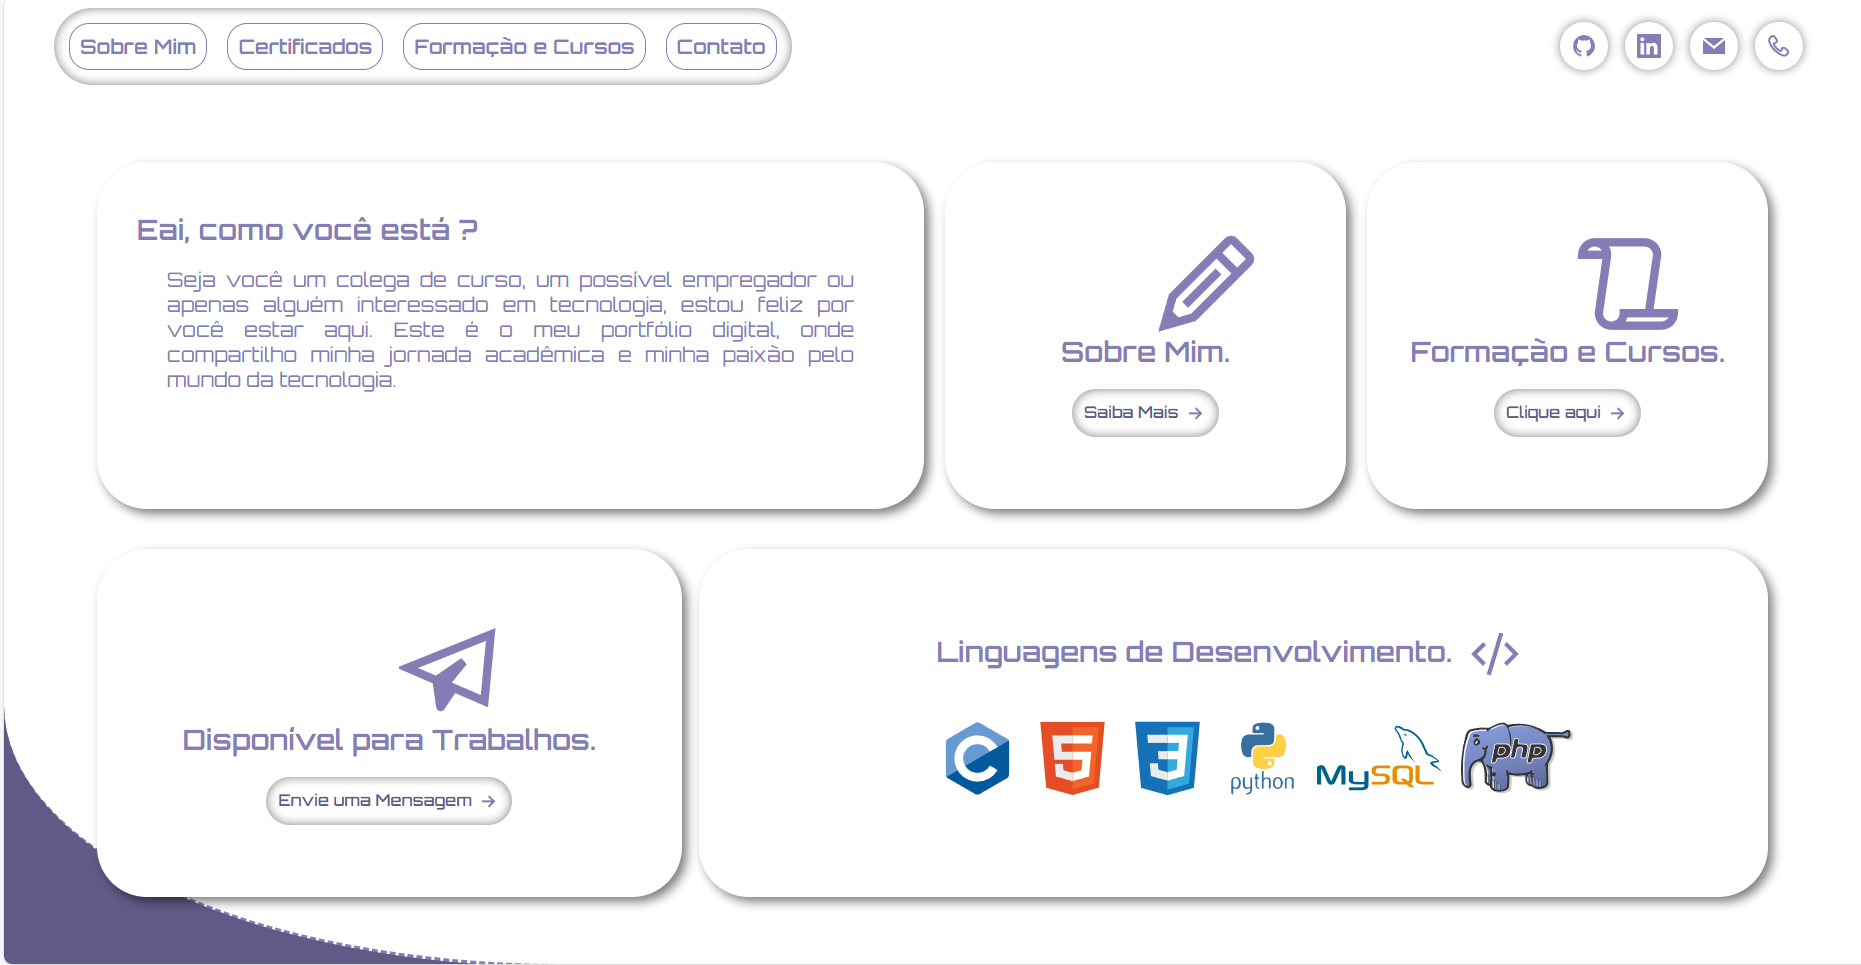 Sobre Mim
Certificados
Formação e Cursos
Contato
in
Eai, como você está ?
Seja você um colega de curso, um possível empregador ou
apenas alguém interessado em tecnologia, estou feliz por
você estar aqui. Este é o meu portfólio digital, onde
compartilho minha jornada acadêmica e minha paixão pelo
mundo da tecnologia.
Sobre Mim.
Saiba Mais →
Formação e Cursos.
Clique aqui →
Disponível para Trabalhos.
Envie uma Mensagem →
Linguagens de Desenvolvimento. </>
C
5
3
python
MySQL
php